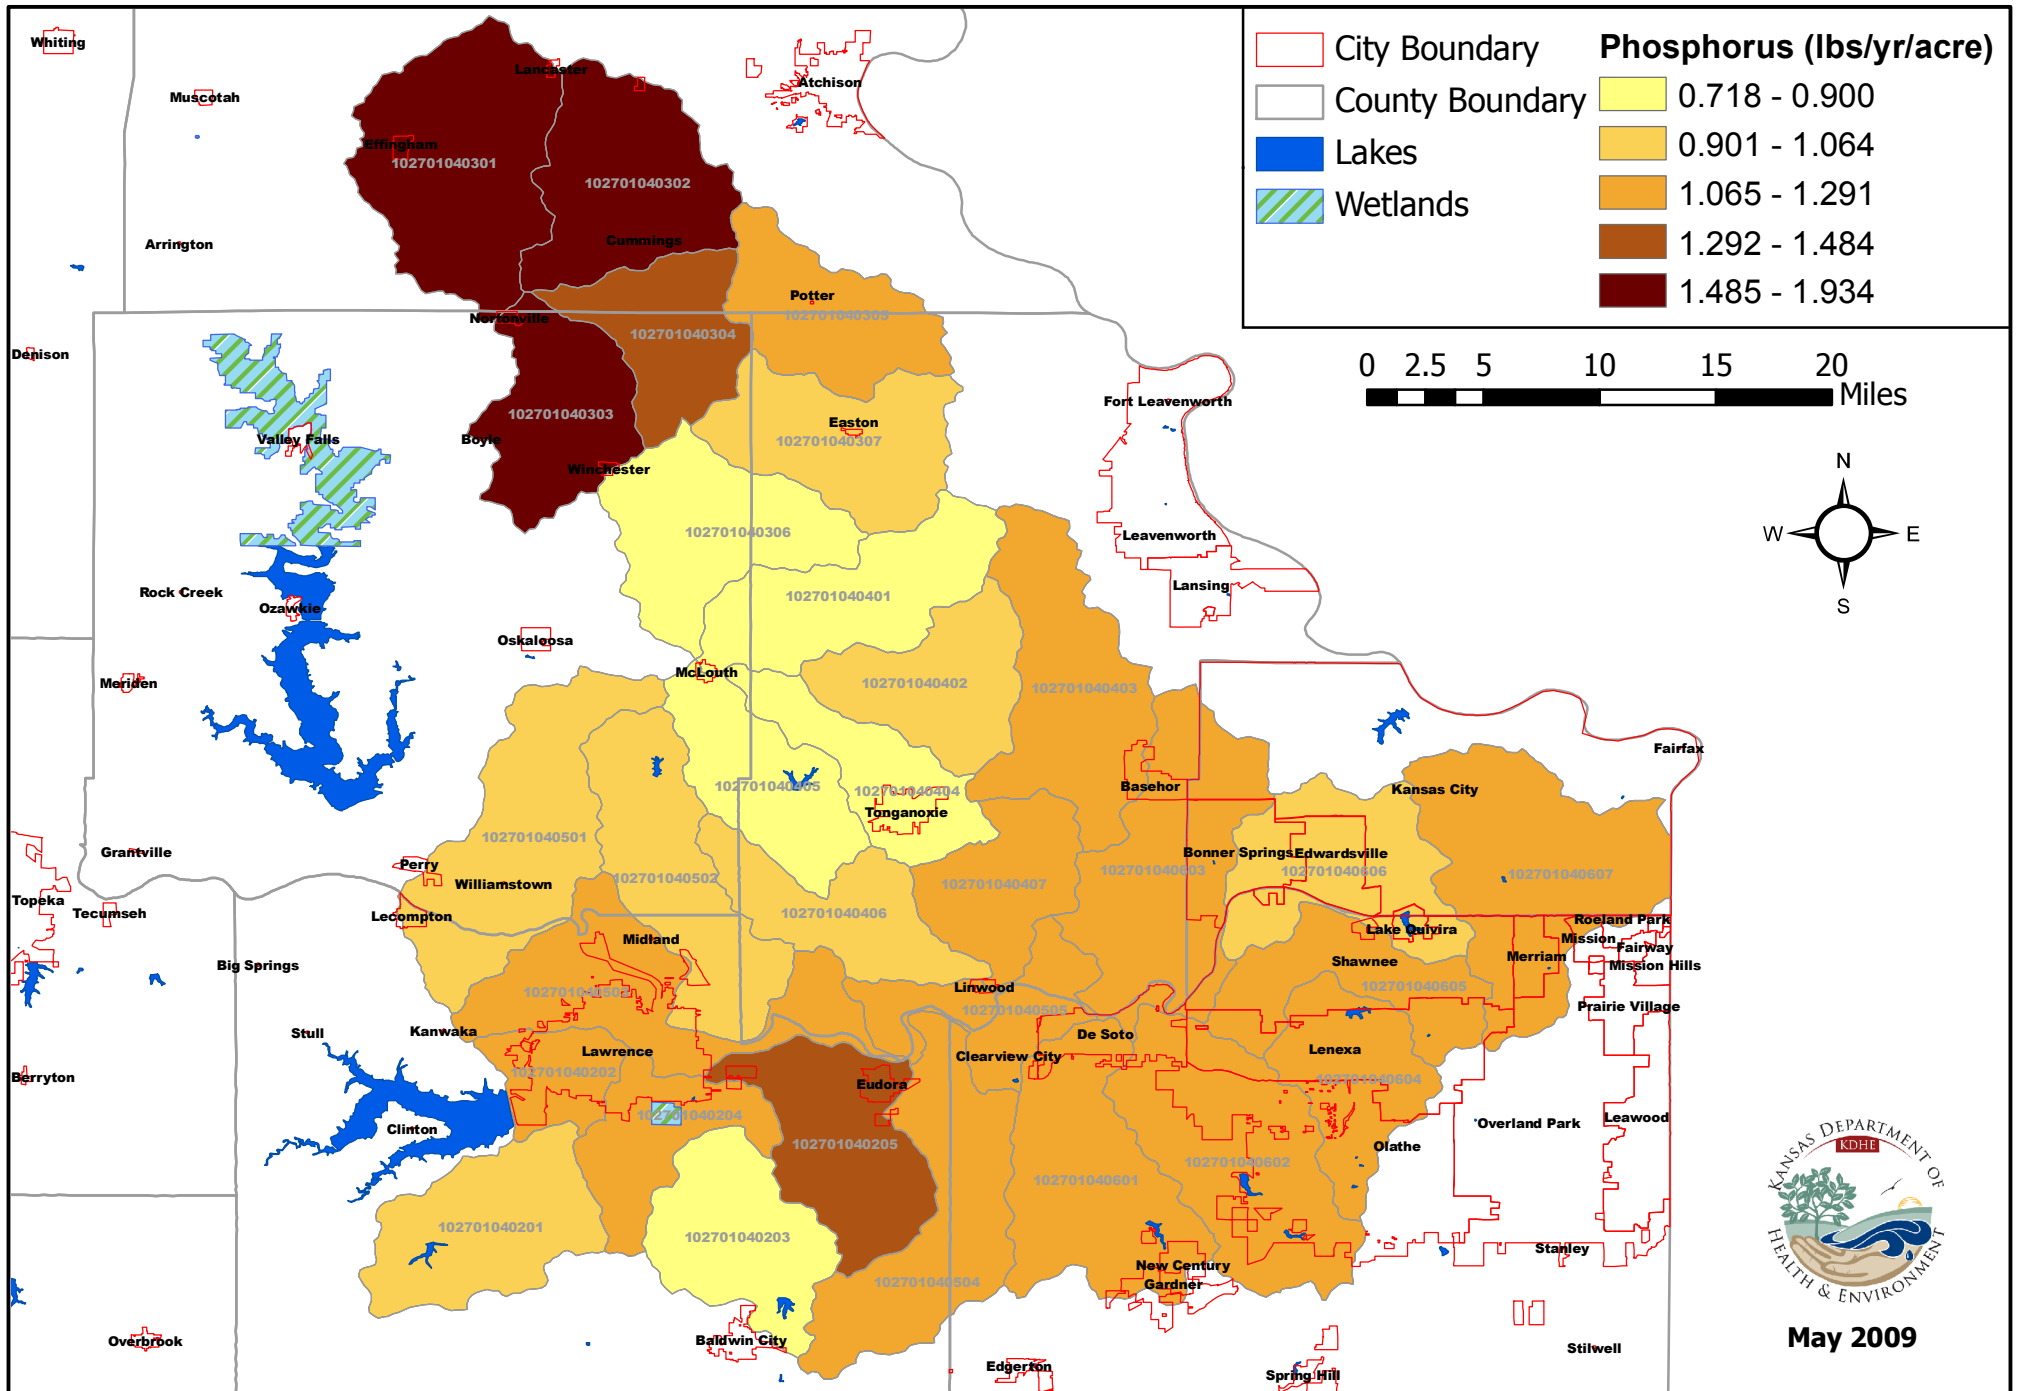 City Boundary
County Boundary
Lakes
Wetlands
Phosphorus (lbs/yr/acre)
0.718 - 0.900
0.901 - 1.064
1.065 - 1.291
1.292 - 1.484
1.485 - 1.934
0 2.5 5 10 15 20
Miles
N
W E
S
Whiting
Muscotah
Lancaster
Atchison
Effingham
102701040301
102701040302
Arrington
Cummings
Potter
102701040305
Nortonville
102701040304
Denison
Fort Leavenworth
102701040303
Easton
102701040307
Valley Falls
Boyle
Winchester
102701040306
Leavenworth
Rock Creek
Ozawkie
102701040401
Lansing
Oskaloosa
McLouth
Meriden
102701040402
102701040403
Fairfax
102701040405
102701040404
Basehor
Kansas City
Tonganoxie
102701040501
Grantville
Perry
Williamstown
102701040502
102701040407
102701040603
Bonner Springs
Edwardsville
102701040606
102701040607
Topeka
Tecumseh
Lecompton
102701040406
Roeland Park
Midland
Lake Quivira
Mission
Fairway
Big Springs
Shawnee
Merriam
Mission Hills
102701040503
Linwood
102701040505
102701040605
Prairie Village
Stull
Kanwaka
De Soto
Lawrence
Clearview City
Lenexa
Berryton
102701040202
Eudora
102701040604
102701040204
Clinton
102701040205
Olathe
Overland Park
Leawood
102701040601
102701040602
102701040201
102701040203
Stanley
New Century
102701040504
Gardner
Overbrook
Baldwin City
Edgerton
Spring Hill
Stilwell
KANSAS DEPARTMENT OF
KDHE
HEALTH & ENVIRONMENT
May 2009